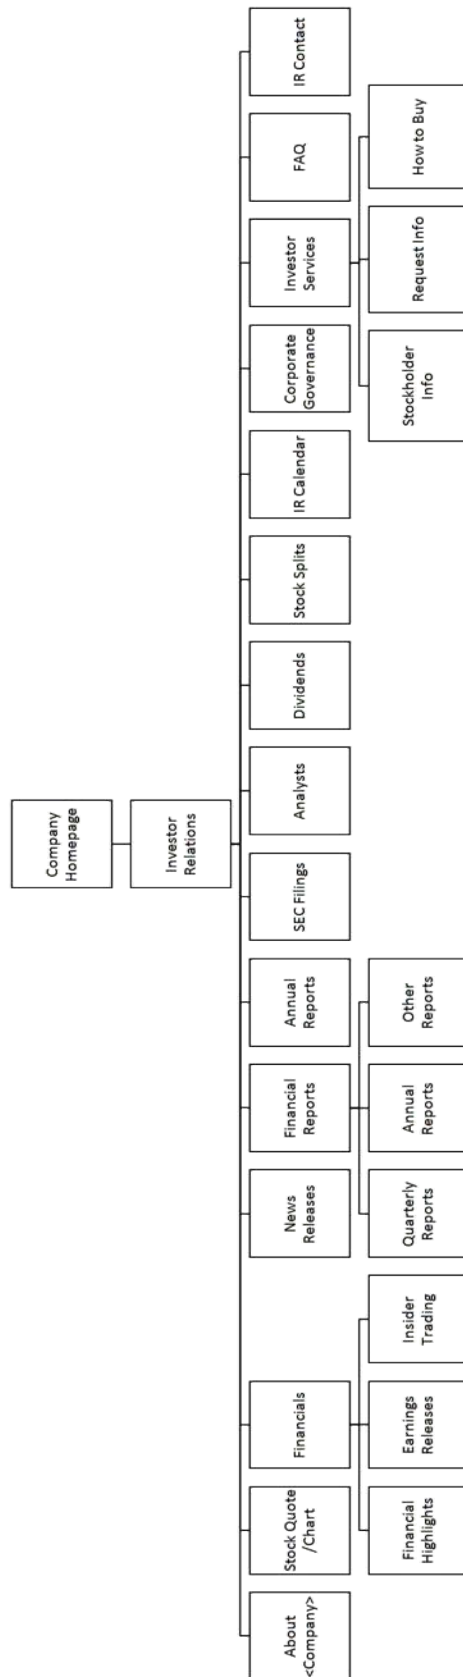 Company
Homepage
Investor
Relations
About
<Company>
Stock Quote
/Chart
Financials
News
Releases
Financial
Reports
Annual
Reports
SEC Filings
Analysts
Dividends
Stock Splits
IR Calendar
Corporate
Governance
Investor
Services
FAQ
IR Contact
Financial
Highlights
Earnings
Releases
Insider
Trading
Quarterly
Reports
Annual
Reports
Other
Reports
Stockholder
Info
Request Info
How to Buy